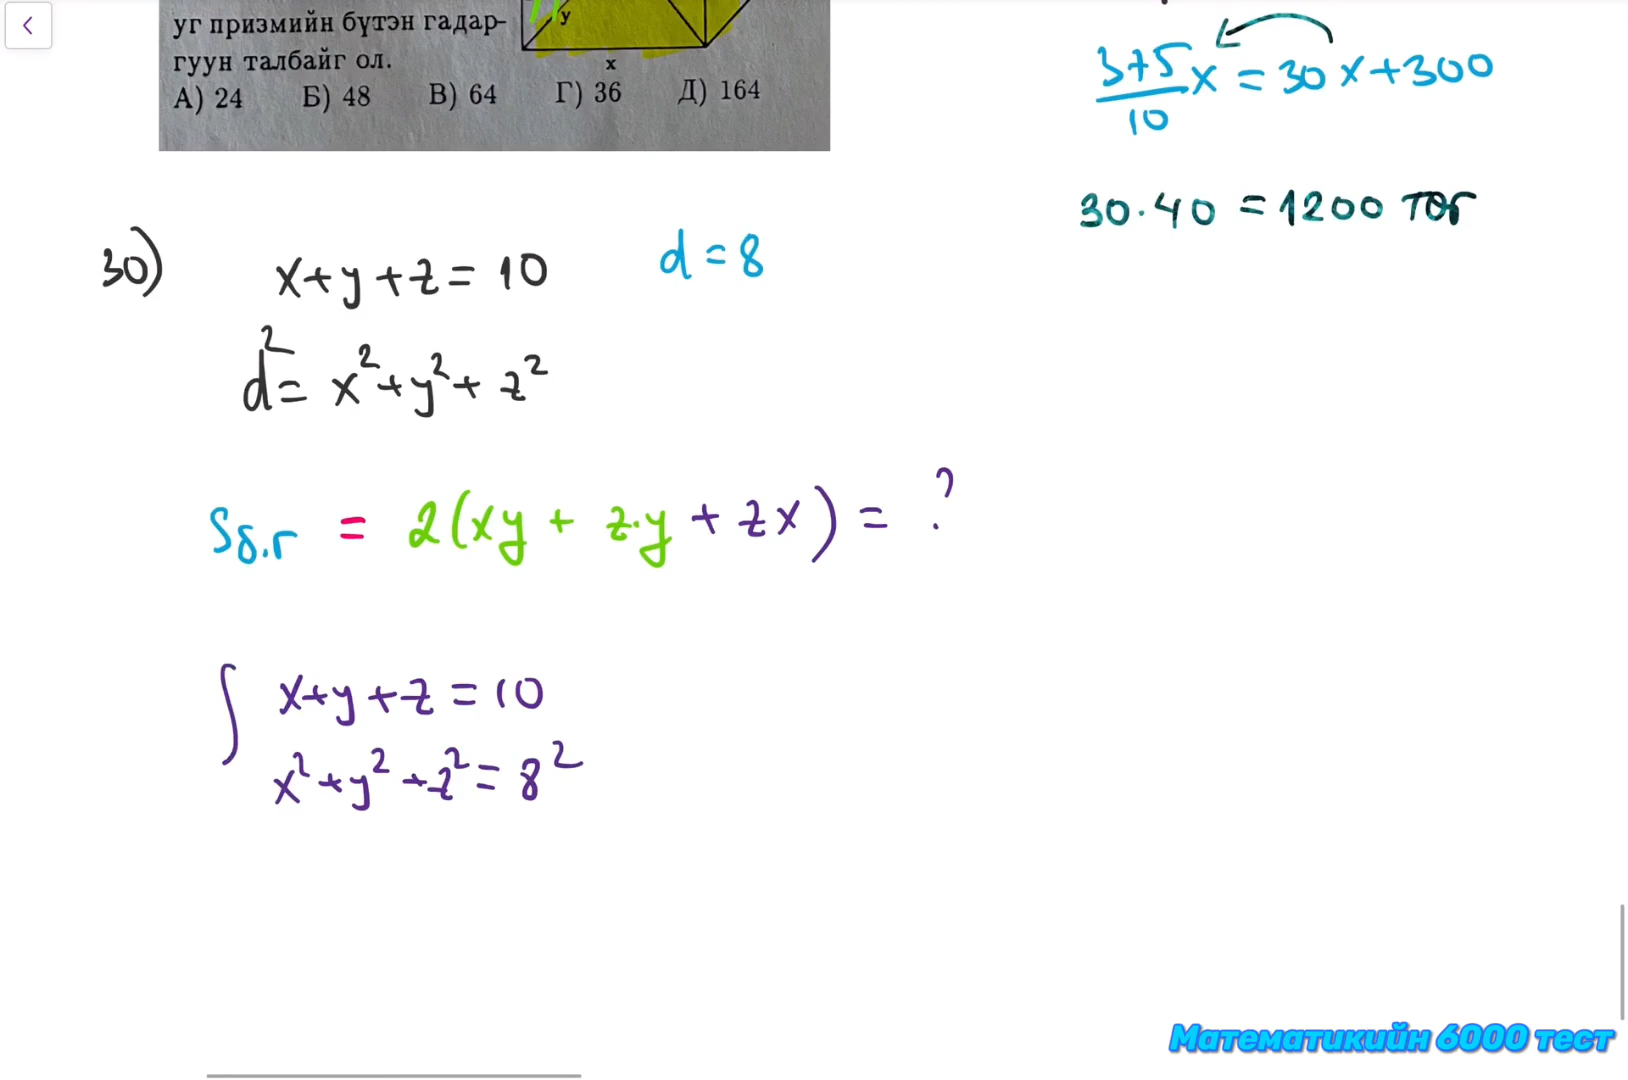 уг призмийн бүтэн гадар-
гуун талбайг ол.
y
x
А) 24 Б) 48 В) 64 Г) 36 Д) 164
375/10 x = 30x + 300
30 · 40 = 1200 төг
30) x + y + z = 10 d = 8
d² = x² + y² + z²
Sб.г = 2(xy + z·y + zx) = ?
x + y + z = 10
x² + y² + z² = 8²
Математикийн 6000 тест